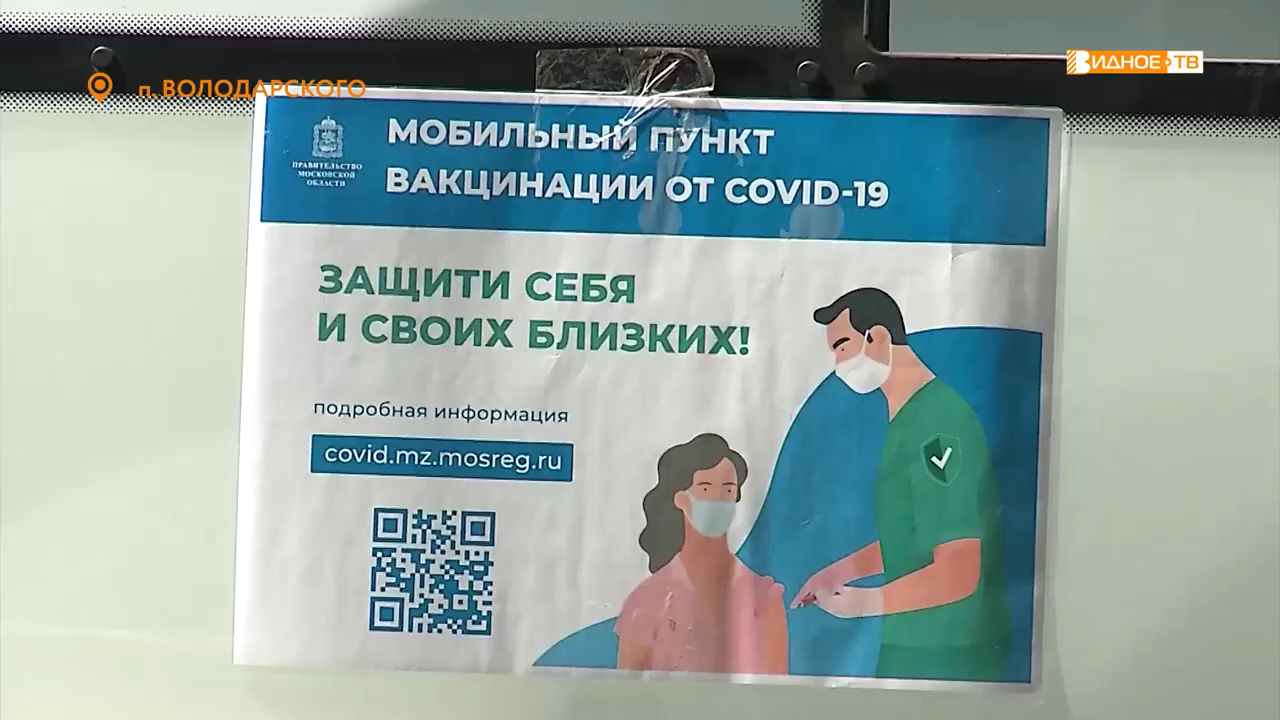 п. ВОЛОДАРСКОГО
ВИДНОЕ ТВ
ПРАВИТЕЛЬСТВО
МОСКОВСКОЙ
ОБЛАСТИ
МОБИЛЬНЫЙ ПУНКТ
ВАКЦИНАЦИИ ОТ COVID-19
ЗАЩИТИ СЕБЯ
И СВОИХ БЛИЗКИХ!
подробная информация
covid.mz.mosreg.ru